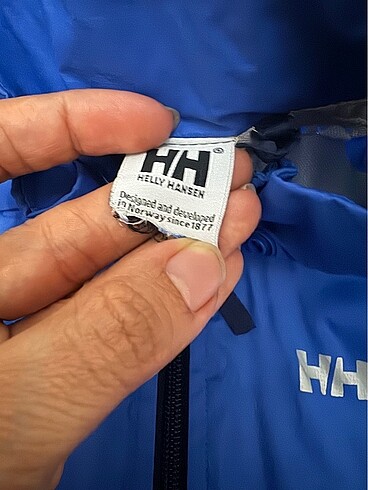 HH®
HELLY HANSEN
Designed and developed
in Norway since 1877
HH